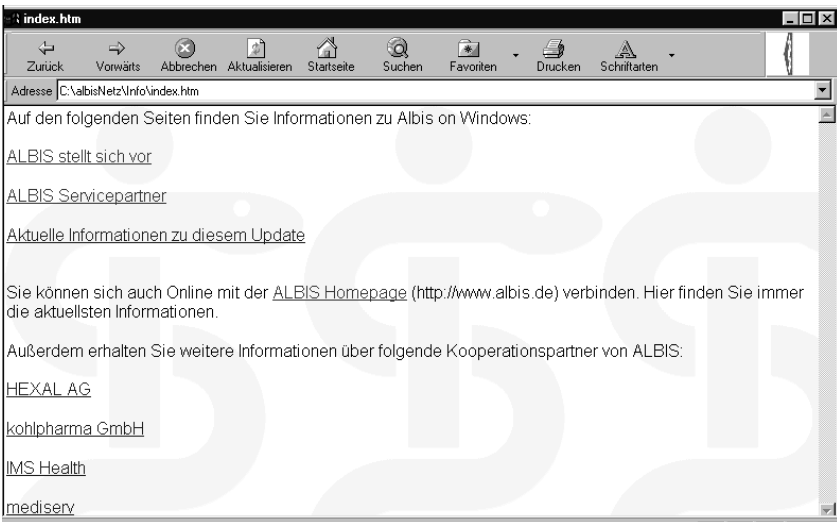 index.htm
Zurück Vorwärts Abbrechen Aktualisieren Startseite Suchen Favoriten Drucken Schriftarten
Adresse C:\albisNetz\Info\index.htm
Auf den folgenden Seiten finden Sie Informationen zu Albis on Windows:
ALBIS stellt sich vor
ALBIS Servicepartner
Aktuelle Informationen zu diesem Update
Sie können sich auch Online mit der ALBIS Homepage (http://www.albis.de) verbinden. Hier finden Sie immer
die aktuellsten Informationen.
Außerdem erhalten Sie weitere Informationen über folgende Kooperationspartner von ALBIS:
HEXAL AG
kohlpharma GmbH
IMS Health
mediserv